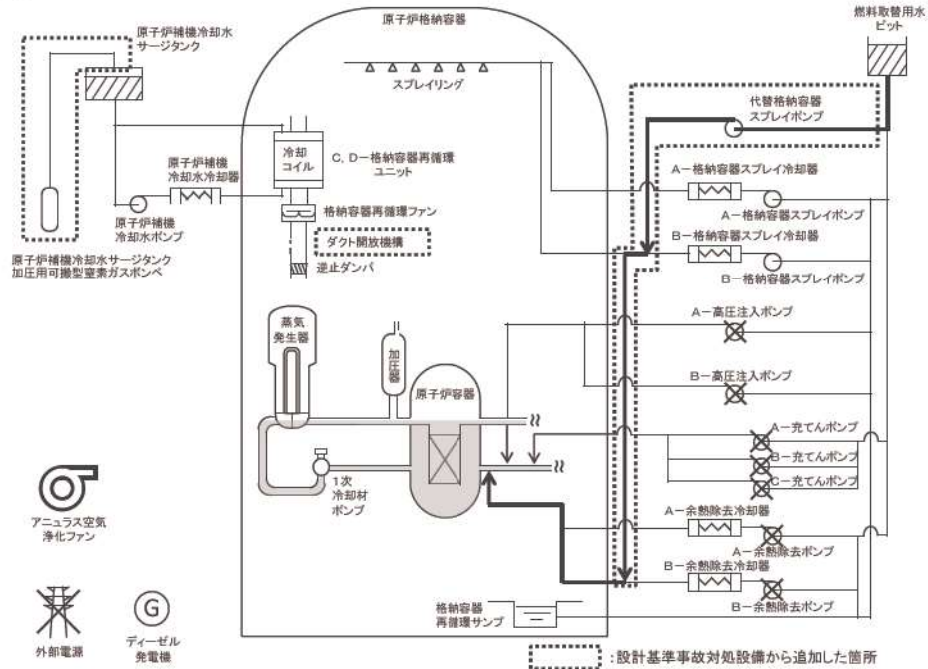 原子炉格納容器
燃料取替用水
ピット
原子炉補機冷却水
サージタンク
スプレイリング
代替格納容器
スプレイポンプ
冷却
コイル
C, D－格納容器再循環
ユニット
原子炉補機
冷却水冷却器
A－格納容器スプレイ冷却器
原子炉補機
冷却水ポンプ
格納容器再循環ファン
A－格納容器スプレイポンプ
ダクト開放機構
B－格納容器スプレイ冷却器
原子炉補機冷却水サージタンク
加圧用可搬型窒素ガスボンベ
逆止ダンパ
B－格納容器スプレイポンプ
蒸気
発生器
加圧器
A－高圧注入ポンプ
原子炉容器
B－高圧注入ポンプ
A－充てんポンプ
B－充てんポンプ
C－充てんポンプ
1次
冷却材
ポンプ
アニュラス空気
浄化ファン
A－余熱除去冷却器
A－余熱除去ポンプ
B－余熱除去冷却器
B－余熱除去ポンプ
格納容器
再循環サンプ
外部電源
G
ディーゼル
発電機
：設計基準事故対処設備から追加した箇所